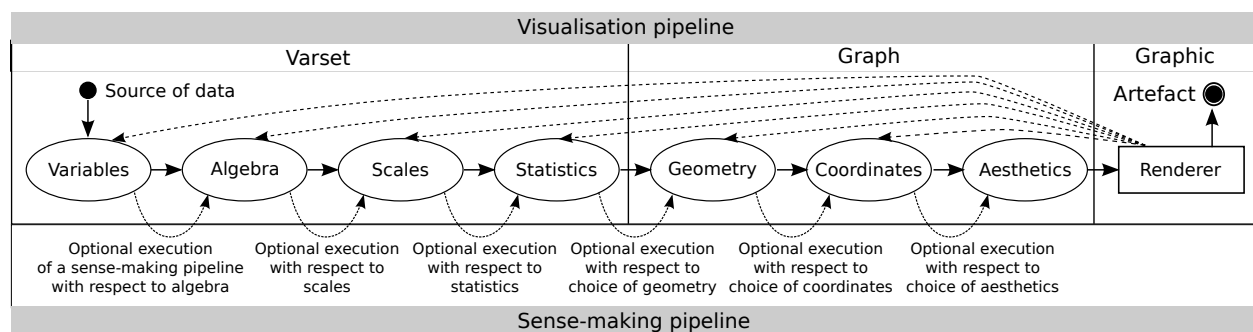 Visualisation pipeline
Varset
Graph
Graphic
Source of data
Artefact
Variables
Algebra
Scales
Statistics
Geometry
Coordinates
Aesthetics
Renderer
Optional execution
of a sense-making pipeline
with respect to algebra
Optional execution
with respect to
scales
Optional execution
with respect to
statistics
Optional execution
with respect to
choice of geometry
Optional execution
with respect to
choice of coordinates
Optional execution
with respect to
choice of aesthetics
Sense-making pipeline